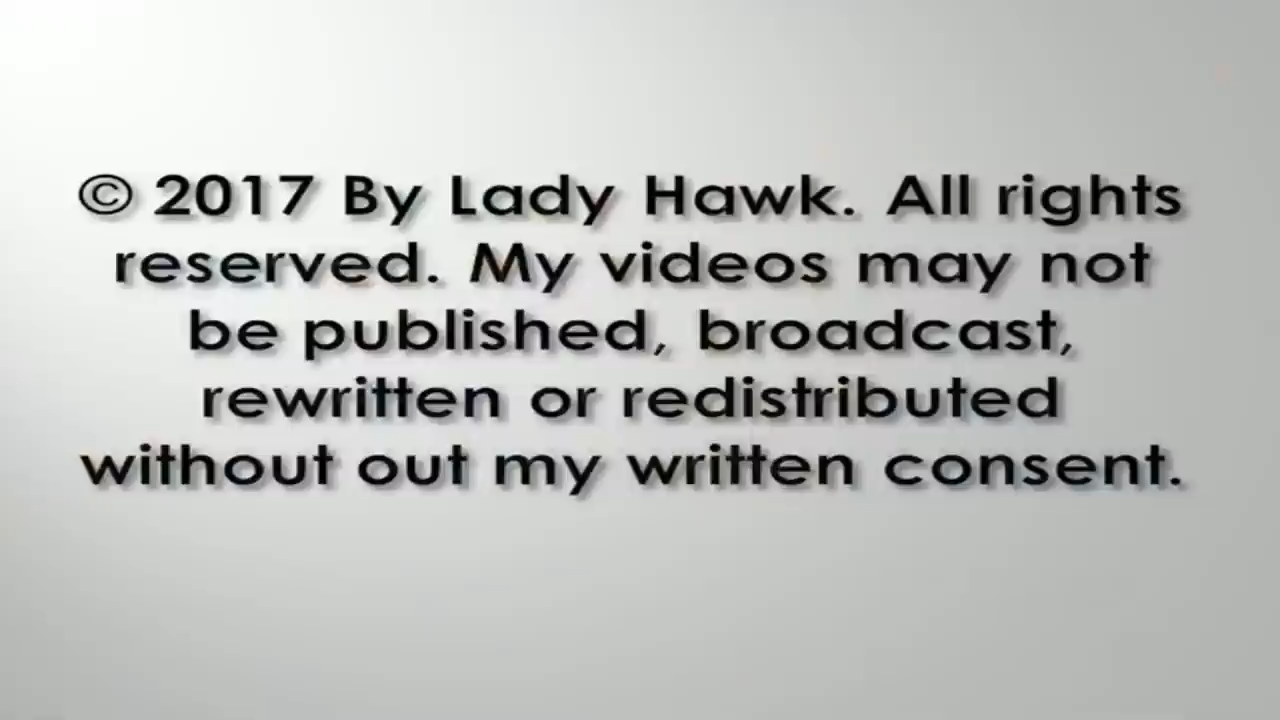 © 2017 By Lady Hawk. All rights
reserved. My videos may not
be published, broadcast,
rewritten or redistributed
without out my written consent.